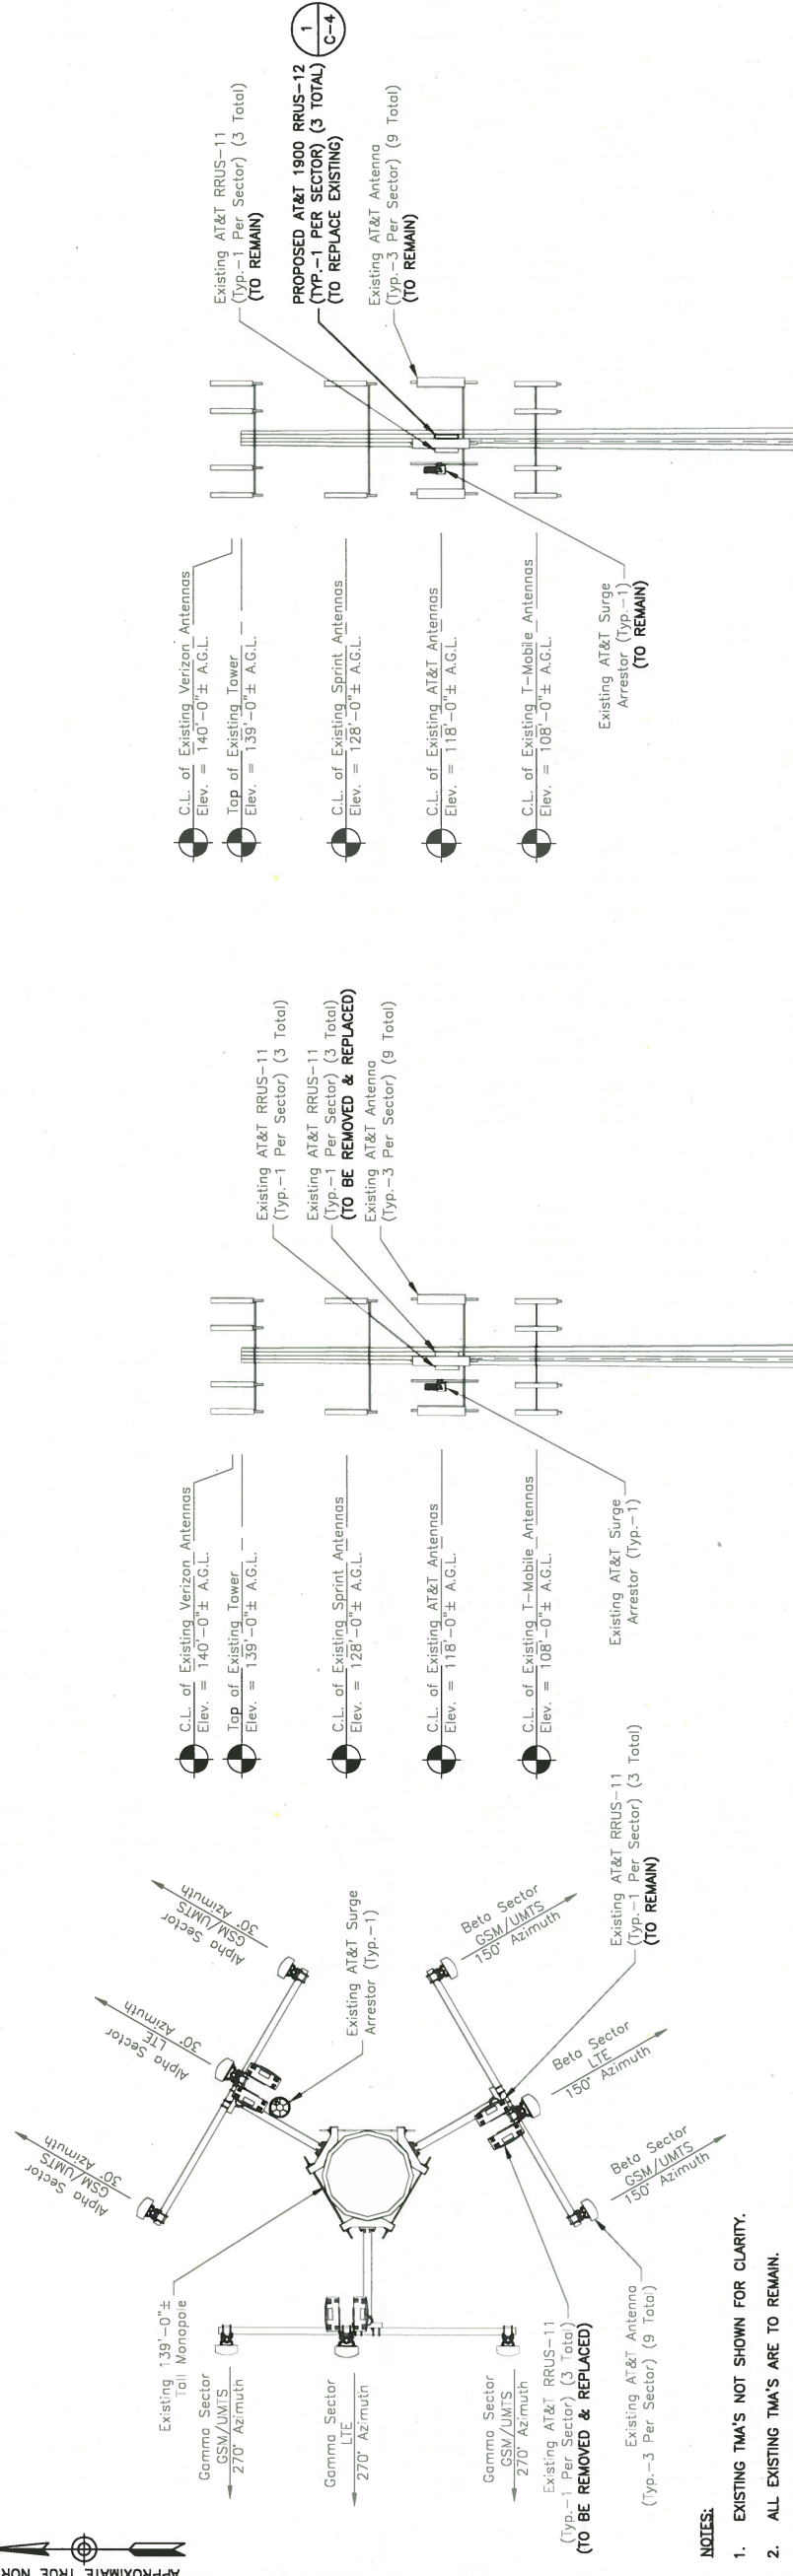 APPROXIMATE TRUE
Existing 139'-0"±
Tall Monopole
Alpha Sector
GSM/UMTS
30° Azimuth
Alpha Sector
LTE
30° Azimuth
Alpha Sector
GSM/UMTS
30° Azimuth
Existing AT&T Surge
Arrestor (Typ.-1)
Gamma Sector
GSM/UMTS
270° Azimuth
Gamma Sector
LTE
270° Azimuth
Gamma Sector
GSM/UMTS
270° Azimuth
Beta Sector
GSM/UMTS
150° Azimuth
Beta Sector
LTE
150° Azimuth
Beta Sector
GSM/UMTS
150° Azimuth
Existing AT&T RRUS-11
(Typ.-1 Per Sector) (3 Total)
(TO REMAIN)
Existing AT&T RRUS-11
(Typ.-1 Per Sector) (3 Total)
(TO BE REMOVED & REPLACED)
Existing AT&T Antenna
(Typ.-3 Per Sector) (9 Total)
NOTES:
1. EXISTING TMA'S NOT SHOWN FOR CLARITY.
2. ALL EXISTING TMA'S ARE TO REMAIN.
C.L. of Existing Verizon Antennas
Elev. = 140'-0"± A.G.L.
Top of Existing Tower
Elev. = 139'-0"± A.G.L.
C.L. of Existing Sprint Antennas
Elev. = 128'-0"± A.G.L.
C.L. of Existing AT&T Antennas
Elev. = 118'-0"± A.G.L.
C.L. of Existing T-Mobile Antennas
Elev. = 108'-0"± A.G.L.
Existing AT&T Surge
Arrestor (Typ.-1)
Existing AT&T RRUS-11
(Typ.-1 Per Sector) (3 Total)
Existing AT&T RRUS-11
(Typ.-1 Per Sector) (3 Total)
(TO BE REMOVED & REPLACED)
Existing AT&T Antenna
(Typ.-3 Per Sector) (9 Total)
C.L. of Existing Verizon Antennas
Elev. = 140'-0"± A.G.L.
Top of Existing Tower
Elev. = 139'-0"± A.G.L.
C.L. of Existing Sprint Antennas
Elev. = 128'-0"± A.G.L.
C.L. of Existing AT&T Antennas
Elev. = 118'-0"± A.G.L.
C.L. of Existing T-Mobile Antennas
Elev. = 108'-0"± A.G.L.
Existing AT&T Surge
Arrestor (Typ.-1)
(TO REMAIN)
Existing AT&T RRUS-11
(Typ.-1 Per Sector) (3 Total)
(TO REMAIN)
PROPOSED AT&T 1900 RRUS-12
(TYP.-1 PER SECTOR) (3 TOTAL)
(TO REPLACE EXISTING)
1
C-4
Existing AT&T Antenna
(Typ.-3 Per Sector) (9 Total)
(TO REMAIN)